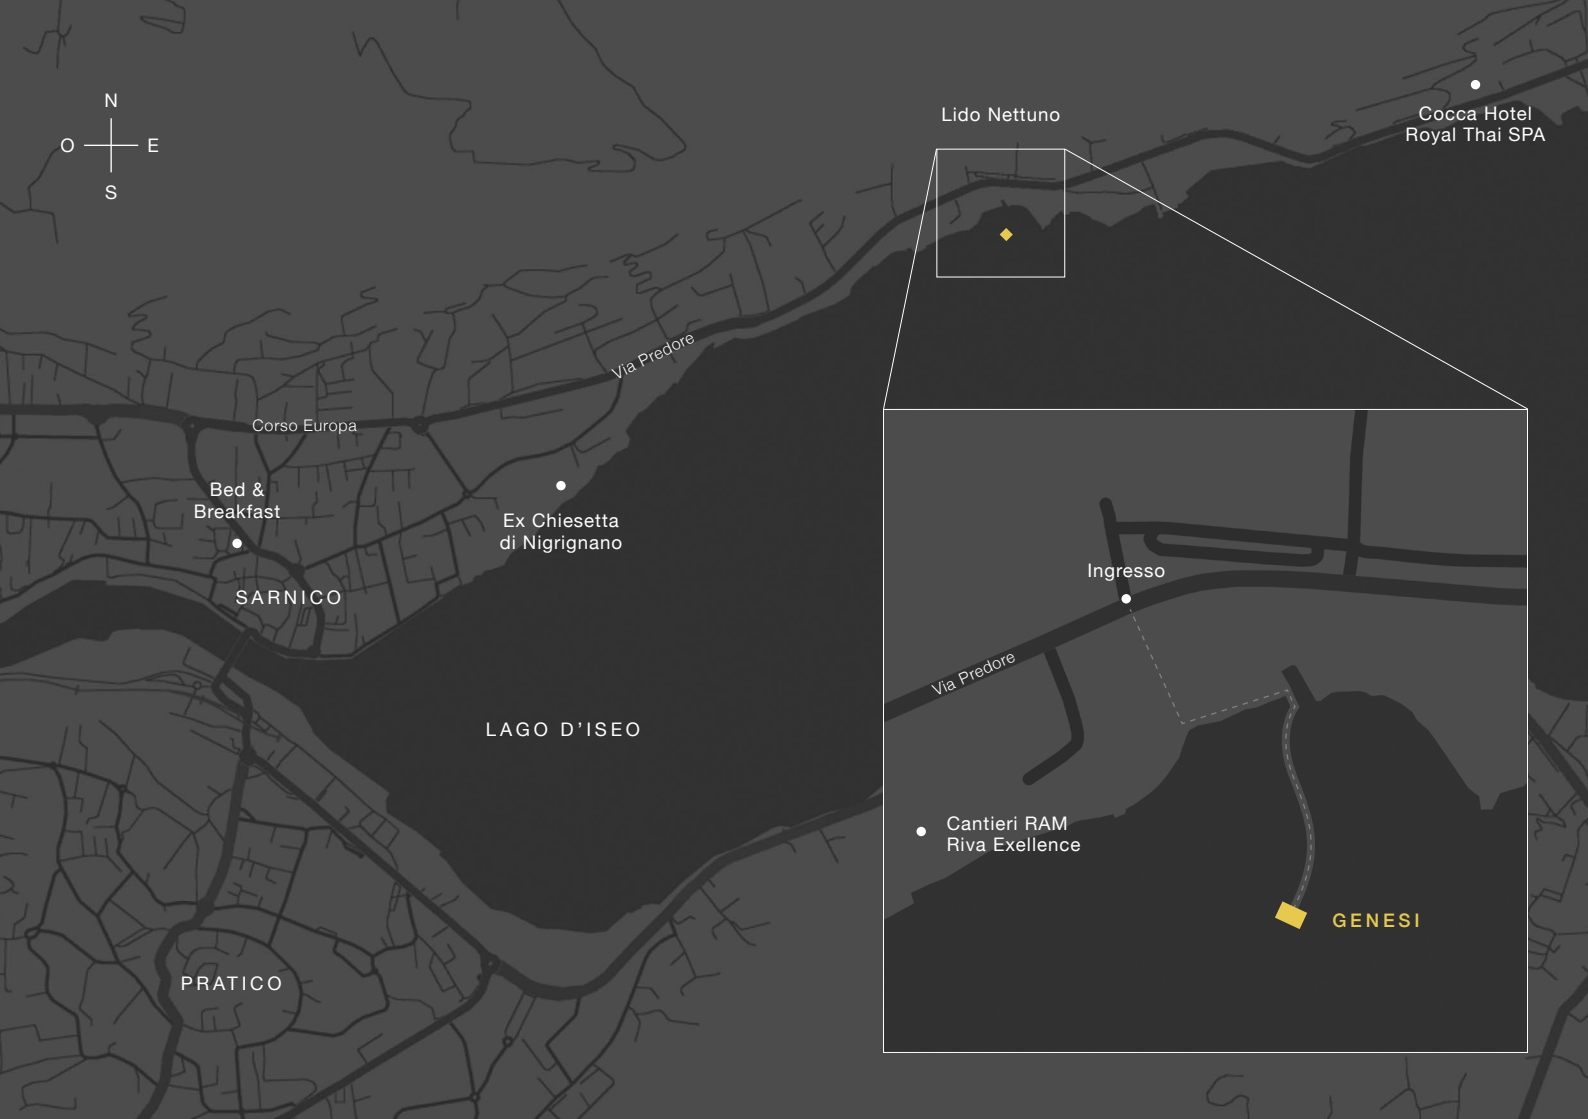 N
O
E
S
Lido Nettuno
Cocca Hotel
Royal Thai SPA
Via Predore
Corso Europa
Bed &
Breakfast
Ex Chiesetta
di Nigrignano
SARNICO
LAGO D’ISEO
PRATICO
Ingresso
Via Predore
Cantieri RAM
Riva Exellence
GENESI